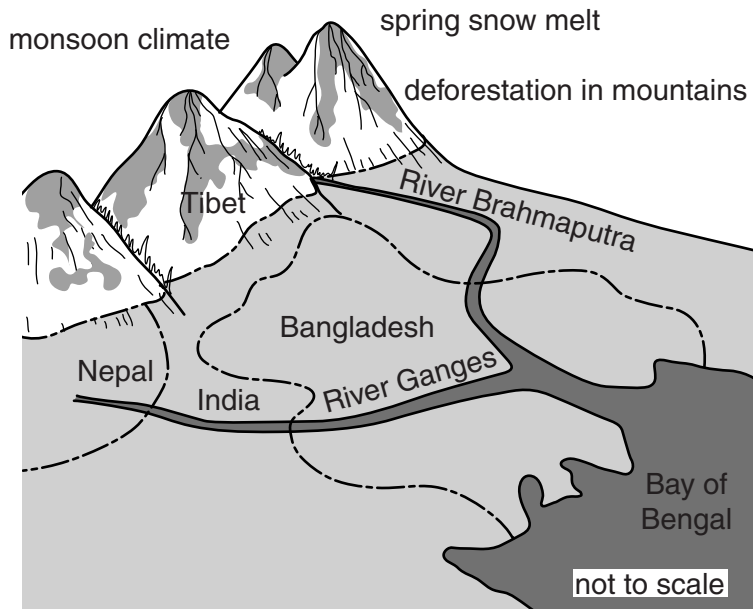 monsoon climate
spring snow melt
deforestation in mountains
Tibet
River Brahmaputra
Bangladesh
Nepal
India
River Ganges
Bay of
Bengal
not to scale